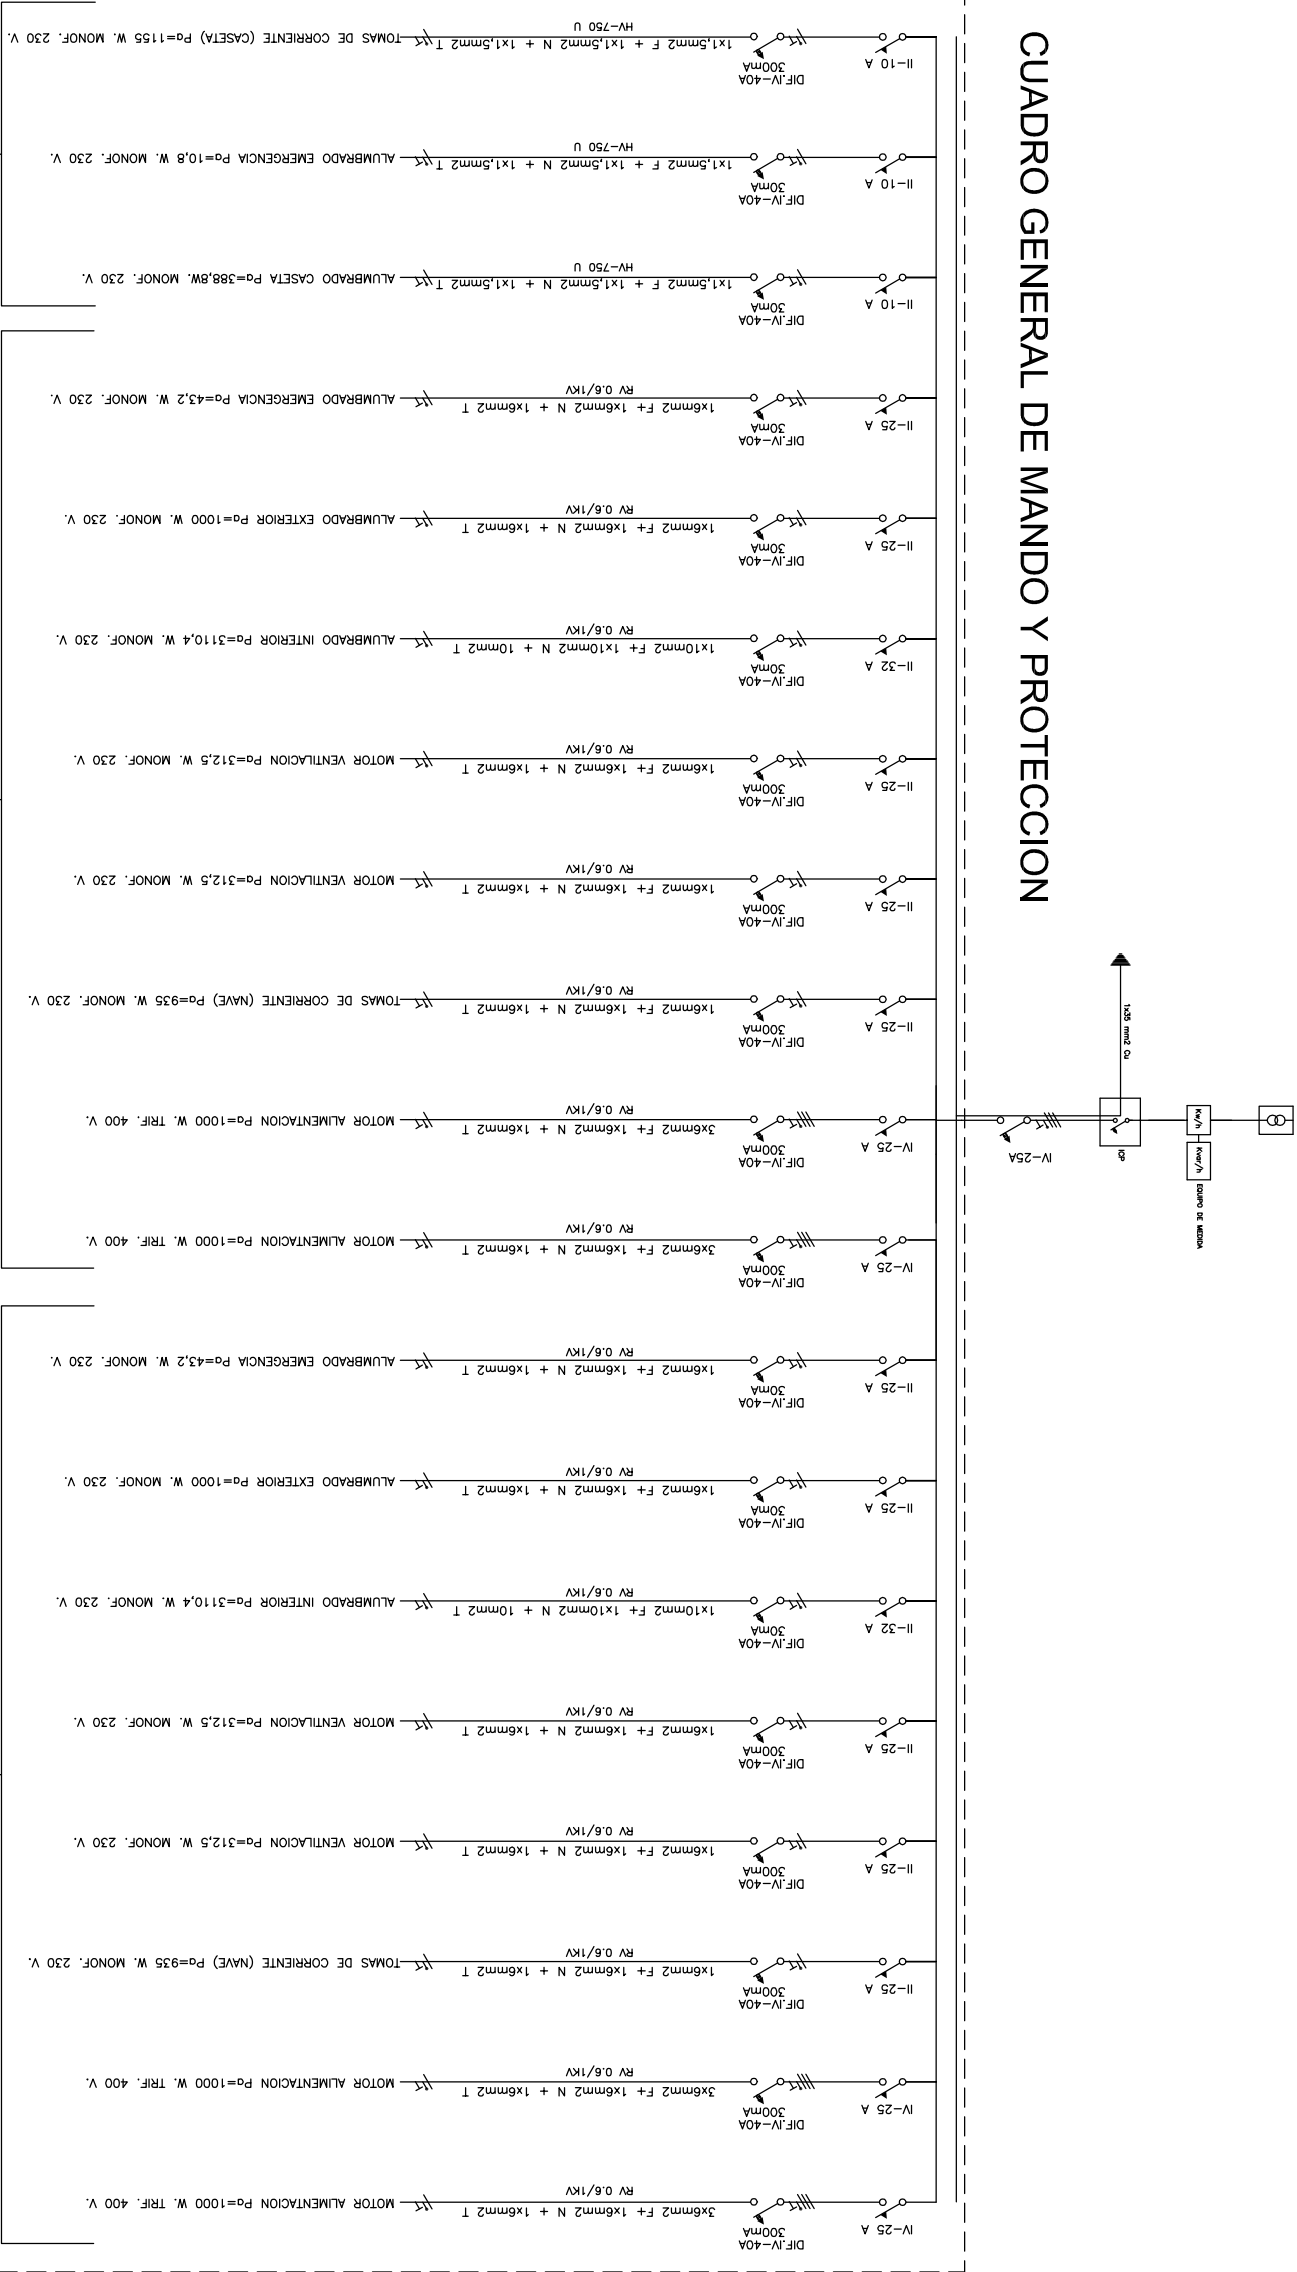 CUADRO GENERAL DE MANDO Y PROTECCION
1x35 mm2 Cu
Kw/h
Kvar/h
EQUIPO DE MEDIDA
ICP
IV-25A
II-10 A
DIF.IV-40A
300mA
1x1,5mm2 F + 1x1,5mm2 N + 1x1,5mm2 T
HV-750 U
TOMAS DE CORRIENTE (CASETA) Pa=1155 W. MONOF. 230 V.
II-10 A
DIF.IV-40A
30mA
1x1,5mm2 F + 1x1,5mm2 N + 1x1,5mm2 T
HV-750 U
ALUMBRADO EMERGENCIA Pa=10,8 W. MONOF. 230 V.
II-10 A
DIF.IV-40A
30mA
1x1,5mm2 F + 1x1,5mm2 N + 1x1,5mm2 T
HV-750 U
ALUMBRADO CASETA Pa=388,8W. MONOF. 230 V.
II-25 A
DIF.IV-40A
30mA
1x6mm2 F+ 1x6mm2 N + 1x6mm2 T
RV 0.6/1KV
ALUMBRADO EMERGENCIA Pa=43,2 W. MONOF. 230 V.
II-25 A
DIF.IV-40A
30mA
1x6mm2 F+ 1x6mm2 N + 1x6mm2 T
RV 0.6/1KV
ALUMBRADO EXTERIOR Pa=1000 W. MONOF. 230 V.
II-32 A
DIF.IV-40A
30mA
1x10mm2 F+ 1x10mm2 N + 10mm2 T
RV 0.6/1KV
ALUMBRADO INTERIOR Pa=3110,4 W. MONOF. 230 V.
II-25 A
DIF.IV-40A
300mA
1x6mm2 F+ 1x6mm2 N + 1x6mm2 T
RV 0.6/1KV
MOTOR VENTILACION Pa=312,5 W. MONOF. 230 V.
II-25 A
DIF.IV-40A
300mA
1x6mm2 F+ 1x6mm2 N + 1x6mm2 T
RV 0.6/1KV
MOTOR VENTILACION Pa=312,5 W. MONOF. 230 V.
II-25 A
DIF.IV-40A
300mA
1x6mm2 F+ 1x6mm2 N + 1x6mm2 T
RV 0.6/1KV
TOMAS DE CORRIENTE (NAVE) Pa=935 W. MONOF. 230 V.
IV-25 A
DIF.IV-40A
300mA
3x6mm2 F+ 1x6mm2 N + 1x6mm2 T
RV 0.6/1KV
MOTOR ALIMENTACION Pa=1000 W. TRIF. 400 V.
IV-25 A
DIF.IV-40A
300mA
3x6mm2 F+ 1x6mm2 N + 1x6mm2 T
RV 0.6/1KV
MOTOR ALIMENTACION Pa=1000 W. TRIF. 400 V.
II-25 A
DIF.IV-40A
30mA
1x6mm2 F+ 1x6mm2 N + 1x6mm2 T
RV 0.6/1KV
ALUMBRADO EMERGENCIA Pa=43,2 W. MONOF. 230 V.
II-25 A
DIF.IV-40A
30mA
1x6mm2 F+ 1x6mm2 N + 1x6mm2 T
RV 0.6/1KV
ALUMBRADO EXTERIOR Pa=1000 W. MONOF. 230 V.
II-32 A
DIF.IV-40A
30mA
1x10mm2 F+ 1x10mm2 N + 10mm2 T
RV 0.6/1KV
ALUMBRADO INTERIOR Pa=3110,4 W. MONOF. 230 V.
II-25 A
DIF.IV-40A
300mA
1x6mm2 F+ 1x6mm2 N + 1x6mm2 T
RV 0.6/1KV
MOTOR VENTILACION Pa=312,5 W. MONOF. 230 V.
II-25 A
DIF.IV-40A
300mA
1x6mm2 F+ 1x6mm2 N + 1x6mm2 T
RV 0.6/1KV
MOTOR VENTILACION Pa=312,5 W. MONOF. 230 V.
II-25 A
DIF.IV-40A
300mA
1x6mm2 F+ 1x6mm2 N + 1x6mm2 T
RV 0.6/1KV
TOMAS DE CORRIENTE (NAVE) Pa=935 W. MONOF. 230 V.
IV-25 A
DIF.IV-40A
300mA
3x6mm2 F+ 1x6mm2 N + 1x6mm2 T
RV 0.6/1KV
MOTOR ALIMENTACION Pa=1000 W. TRIF. 400 V.
IV-25 A
DIF.IV-40A
300mA
3x6mm2 F+ 1x6mm2 N + 1x6mm2 T
RV 0.6/1KV
MOTOR ALIMENTACION Pa=1000 W. TRIF. 400 V.